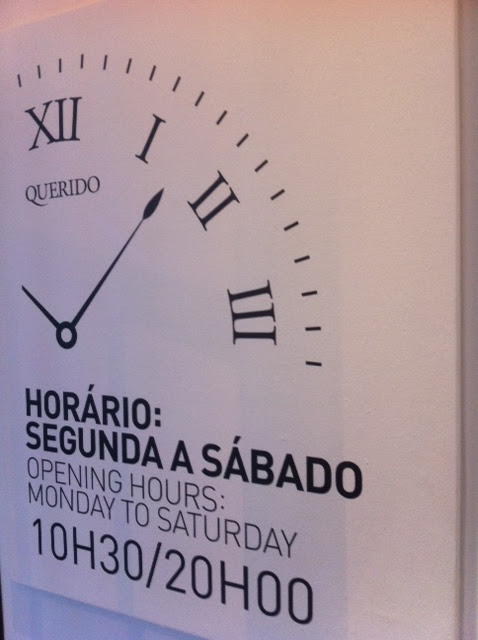 XII
I
II
III
QUERIDO
HORÁRIO:
SEGUNDA A SÁBADO
OPENING HOURS:
MONDAY TO SATURDAY
10H30/20H00